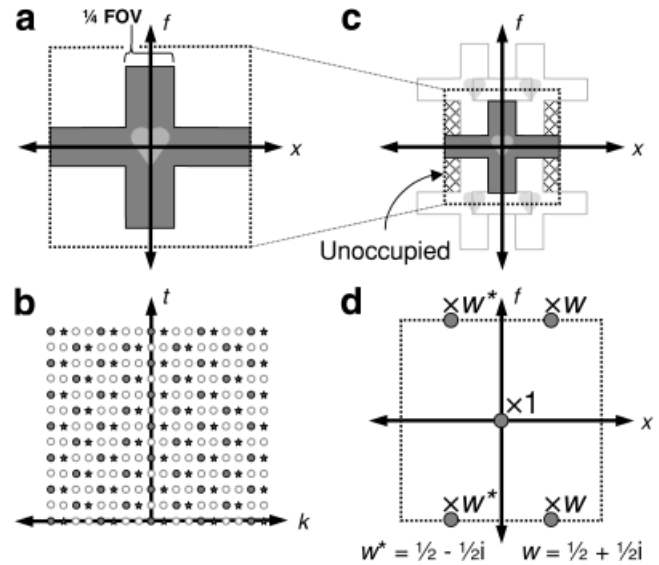 a
¼ FOV
f
x
c
f
x
Unoccupied
b
t
k
d
×w* f ×w
×1
x
×w* ×w
w* = ½ - ½i w = ½ + ½i